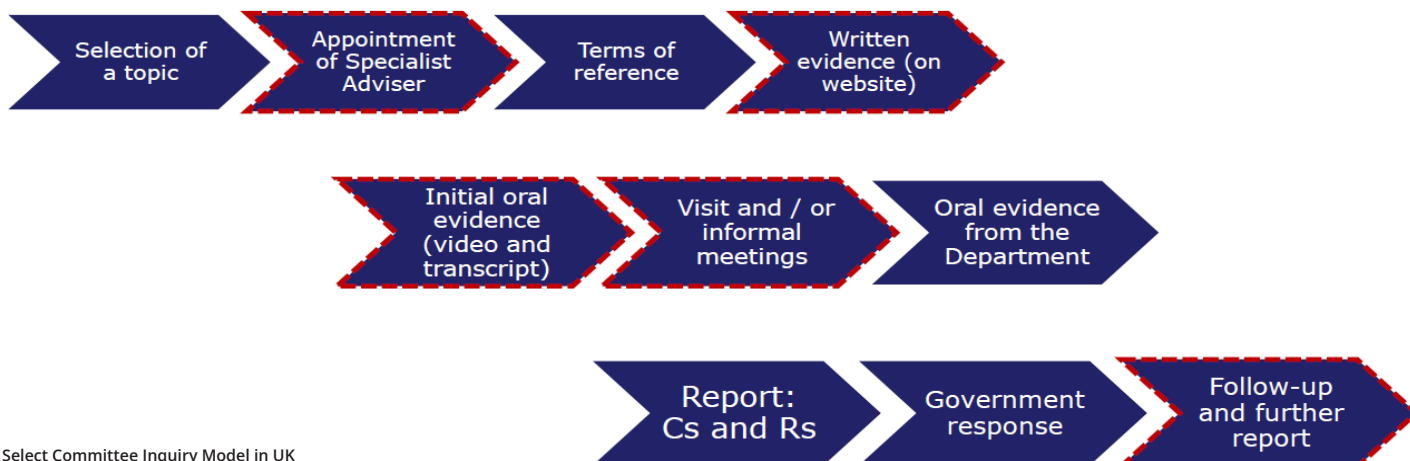 Selection of
a topic
Appointment
of Specialist
Adviser
Terms of
reference
Written
evidence (on
website)
Initial oral
evidence
(video and
transcript)
Visit and / or
informal
meetings
Oral evidence
from the
Department
Report:
Cs and Rs
Government
response
Follow-up
and further
report
Select Committee Inquiry Model in UK